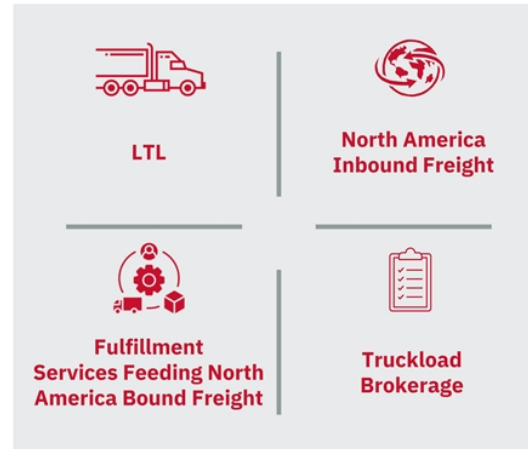 LTL
North America
Inbound Freight
Fulfillment
Services Feeding North
America Bound Freight
Truckload
Brokerage